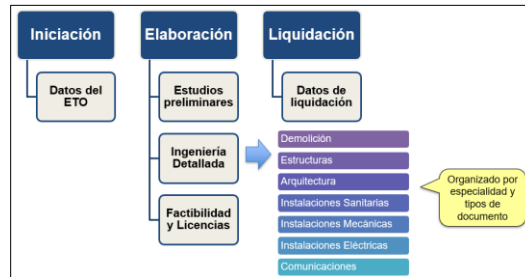 Iniciación
Elaboración
Liquidación
Datos del
ETO
Estudios
preliminares
Datos de
liquidación
Ingeniería
Detallada
Factibilidad
y Licencias
Demolición
Estructuras
Arquitectura
Instalaciones Sanitarias
Instalaciones Mecánicas
Instalaciones Eléctricas
Comunicaciones
Organizado por
especialidad y
tipos de
documento